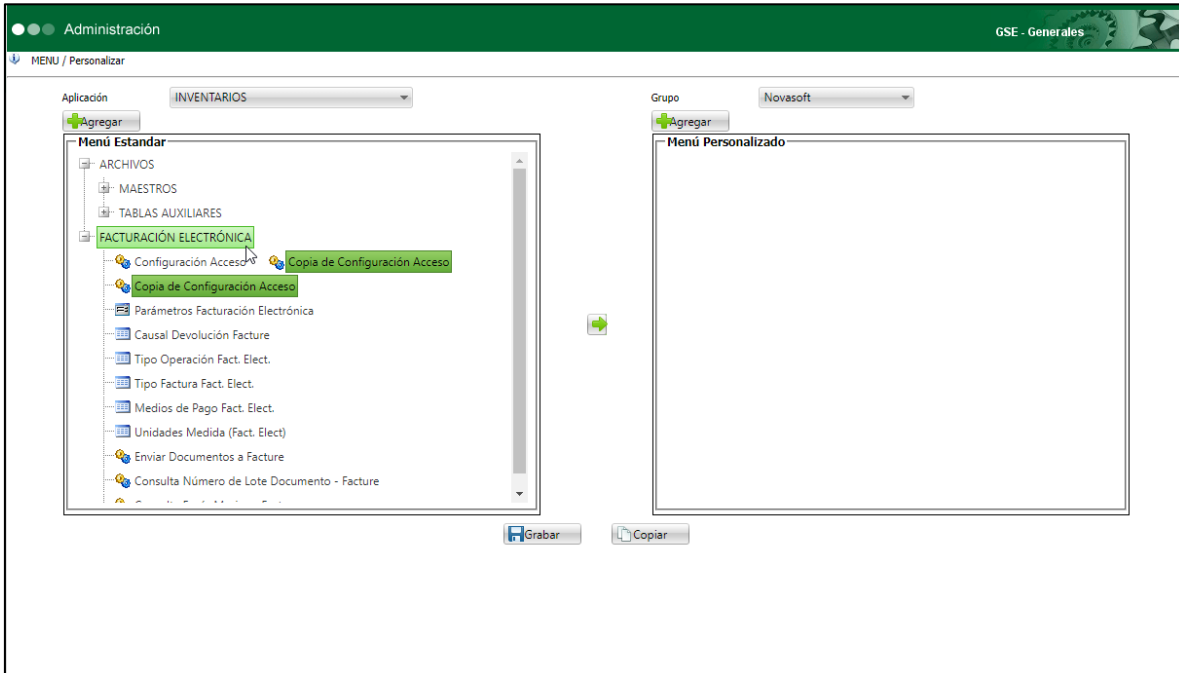 Administración
GSE - Generales
MENU / Personalizar
Aplicación INVENTARIOS
Grupo Novasoft
Agregar
Agregar
Menú Estandar
Menú Personalizado
ARCHIVOS
MAESTROS
TABLAS AUXILIARES
FACTURACIÓN ELECTRÓNICA
Configuración Acceso
Copia de Configuración Acceso
Copia de Configuración Acceso
Parámetros Facturación Electrónica
Causal Devolución Facture
Tipo Operación Fact. Elect.
Tipo Factura Fact. Elect.
Medios de Pago Fact. Elect.
Unidades Medida (Fact. Elect)
Enviar Documentos a Facture
Consulta Número de Lote Documento - Facture
Grabar
Copiar